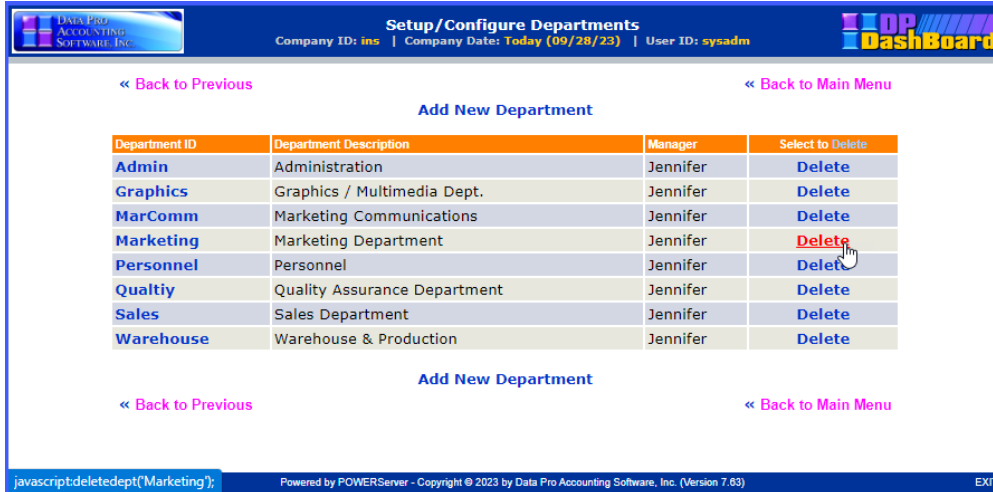 DATA PRO
ACCOUNTING
SOFTWARE, INC.
Setup/Configure Departments
Company ID: ins | Company Date: Today (09/28/23) | User ID: sysadm
DP
DashBoard
« Back to Previous
« Back to Main Menu
Add New Department
Department ID Department Description Manager Select to Delete
Admin Administration Jennifer Delete
Graphics Graphics / Multimedia Dept. Jennifer Delete
MarComm Marketing Communications Jennifer Delete
Marketing Marketing Department Jennifer Delete
Personnel Personnel Jennifer Delete
Qualtiy Quality Assurance Department Jennifer Delete
Sales Sales Department Jennifer Delete
Warehouse Warehouse & Production Jennifer Delete
Add New Department
« Back to Previous
« Back to Main Menu
javascript:deletedept('Marketing'); Powered by POWERServer - Copyright © 2023 by Data Pro Accounting Software, Inc. (Version 7.63) EXI